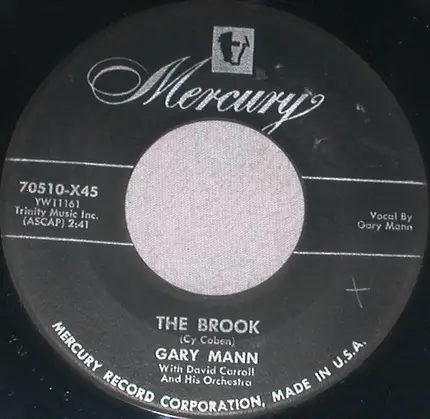 Mercury
70510-X45
YW11161
Trinity Music Inc.
(ASCAP) 2:41
Vocal By
Gary Mann
THE BROOK
(Cy Coben)
GARY MANN
With David Carroll
And His Orchestra
MERCURY RECORD CORPORATION, MADE IN U.S.A.